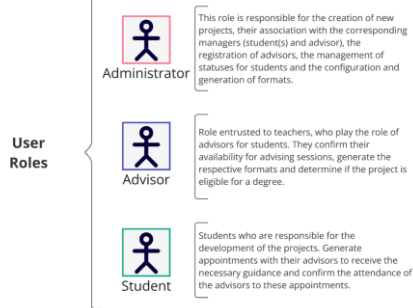 User
Roles
Administrator
This role is responsible for the creation of new
projects, their association with the corresponding
managers (student(s) and advisor), the
registration of advisors, the management of
statuses for students and the configuration and
generation of formats.
Advisor
Role entrusted to teachers, who play the role of
advisors for students. They confirm their
availability for advising sessions, generate the
respective formats and determine if the project is
eligible for a degree.
Student
Students who are responsible for the
development of the projects. Generate
appointments with their advisors to receive the
necessary guidance and confirm the attendance of
the advisors to these appointments.